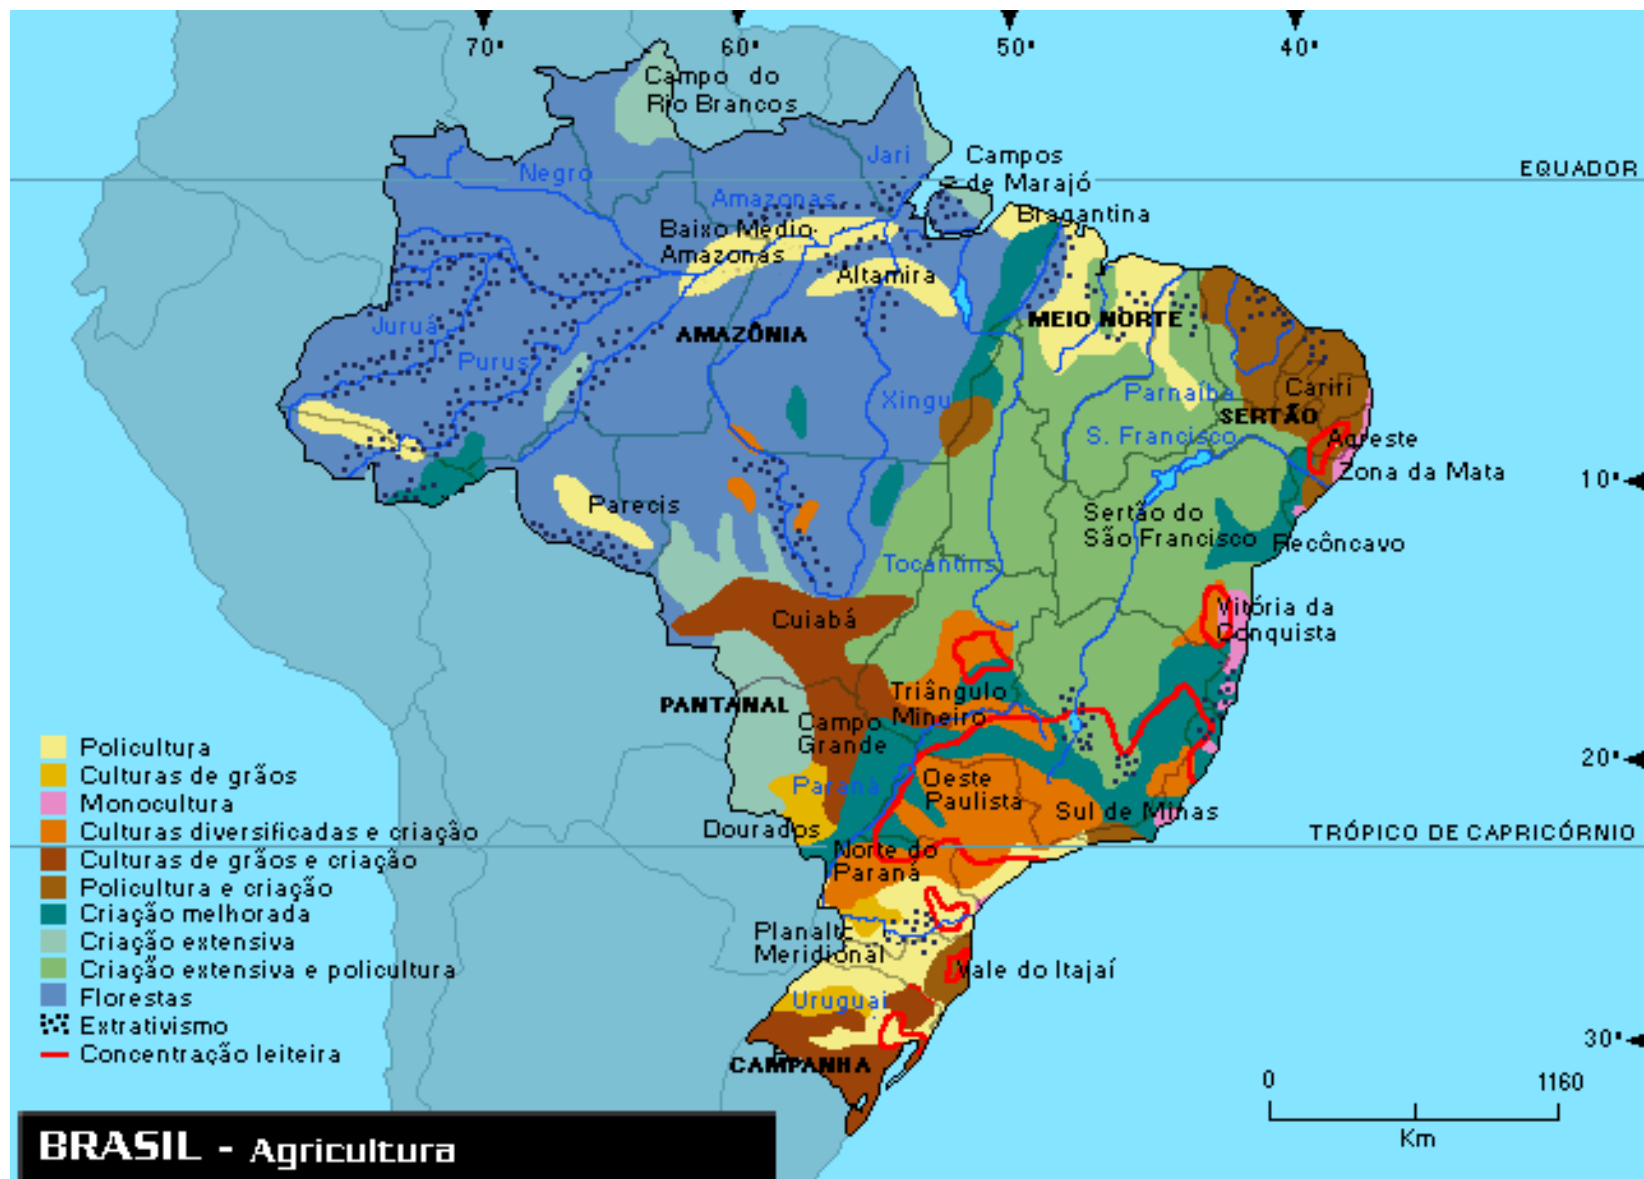 70°
60°
50°
40°
Campo do
Rio Brancos
Jari
Campos
de Marajó
EQUADOR
Negro
Amazonas
Bragantina
Baixo Médio
Amazonas
Altamira
Juruá
AMAZÔNIA
MEIO NORTE
Purus
Xingu
Parnaíba
Cariri
SERTÃO
S. Francisco
Agreste
Zona da Mata
10°
Parecis
Sertão do
São Francisco
Recôncavo
Tocantins
Cuiabá
Vitória da
Conquista
PANTANAL
Triângulo
Mineiro
Campo
Grande
20°
Paraná
Oeste
Paulista
Sul de Minas
Dourados
TRÓPICO DE CAPRICÓRNIO
Norte do
Paraná
Planalto
Meridional
Vale do Itajaí
Uruguai
30°
CAMPANHA
Policultura
Culturas de grãos
Monocultura
Culturas diversificadas e criação
Culturas de grãos e criação
Policultura e criação
Criação melhorada
Criação extensiva
Criação extensiva e policultura
Florestas
Extrativismo
Concentração leiteira
0 1160
Km
BRASIL - Agricultura